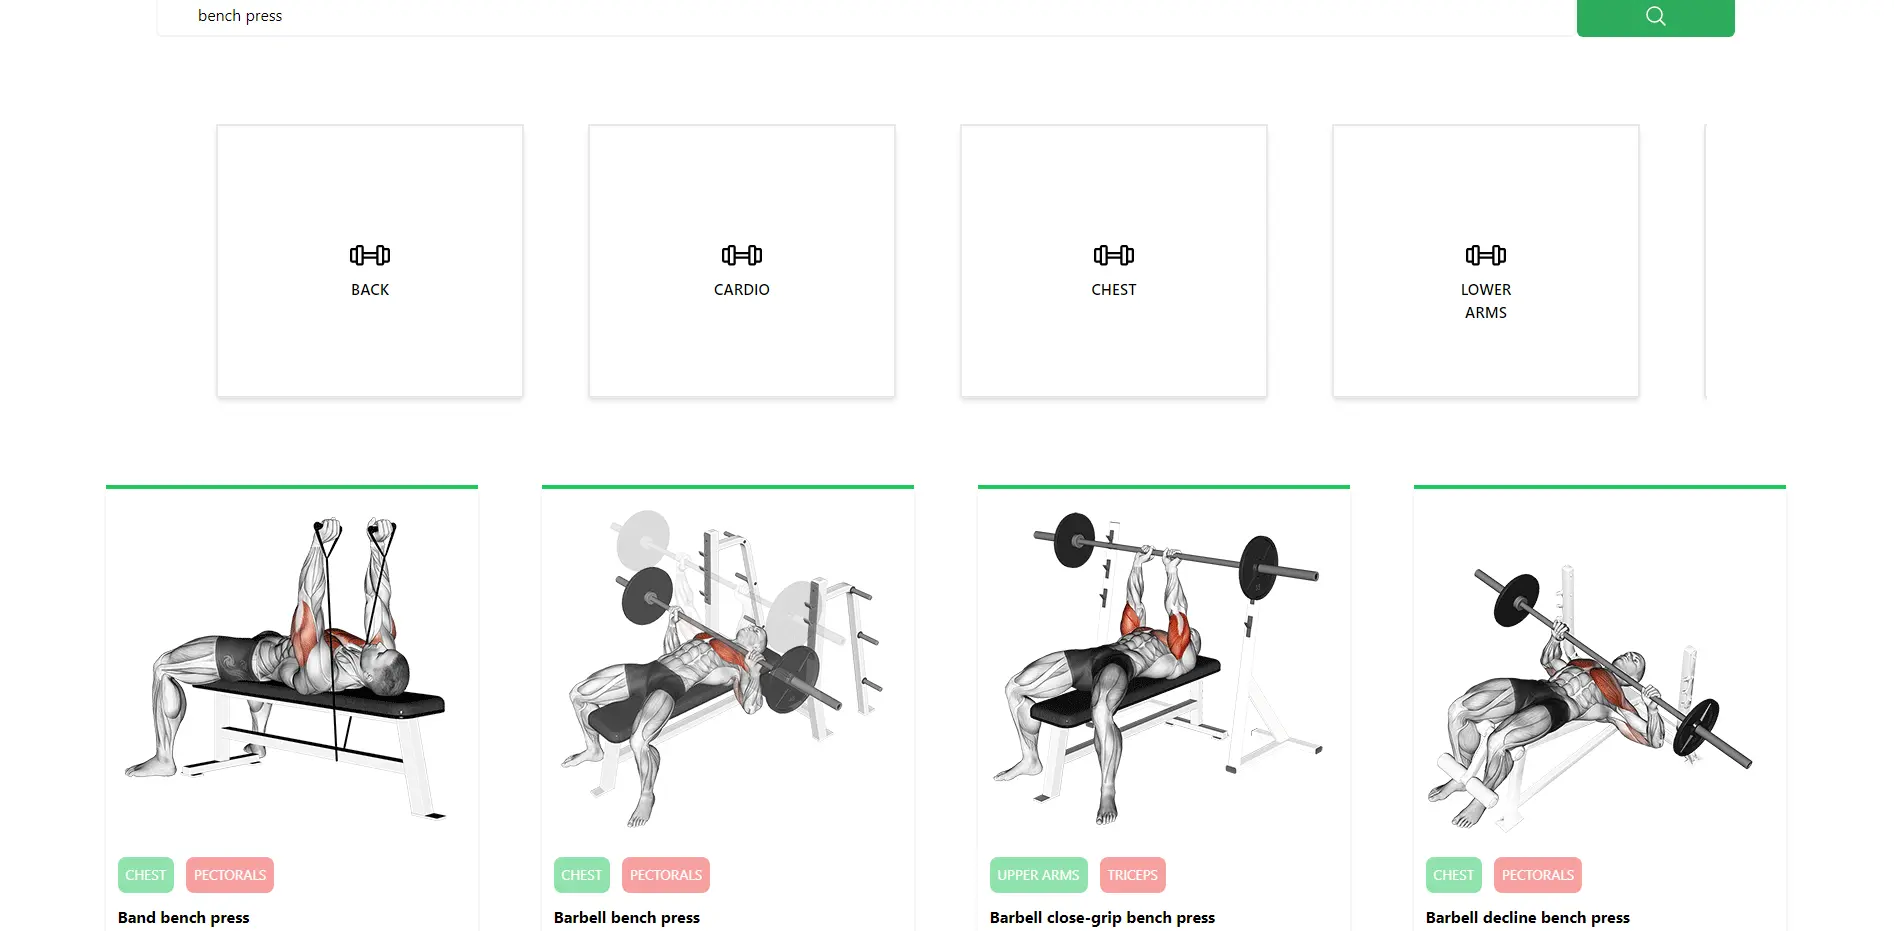 bench press
BACK
CARDIO
CHEST
LOWER
ARMS
CHEST PECTORALS
Band bench press
CHEST PECTORALS
Barbell bench press
UPPER ARMS TRICEPS
Barbell close-grip bench press
CHEST PECTORALS
Barbell decline bench press